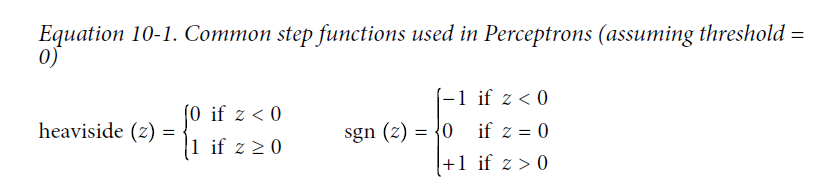 Equation 10-1. Common step functions used in Perceptrons (assuming threshold =
0)
heaviside (z) = {0 if z < 0
1 if z ≥ 0
sgn (z) = {−1 if z < 0
0 if z = 0
+1 if z > 0